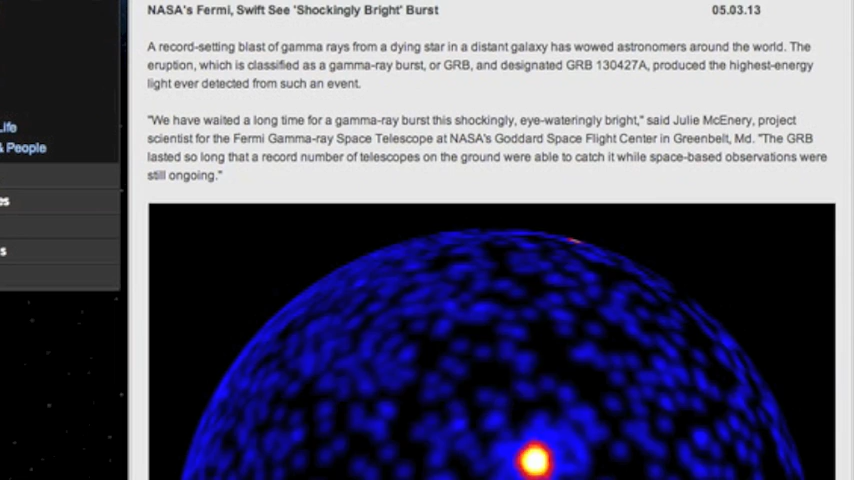 NASA's Fermi, Swift See 'Shockingly Bright' Burst 05.03.13
A record-setting blast of gamma rays from a dying star in a distant galaxy has wowed astronomers around the world. The
eruption, which is classified as a gamma-ray burst, or GRB, and designated GRB 130427A, produced the highest-energy
light ever detected from such an event.
"We have waited a long time for a gamma-ray burst this shockingly, eye-wateringly bright," said Julie McEnery, project
scientist for the Fermi Gamma-ray Space Telescope at NASA's Goddard Space Flight Center in Greenbelt, Md. "The GRB
lasted so long that a record number of telescopes on the ground were able to catch it while space-based observations were
still ongoing."
Life
& People